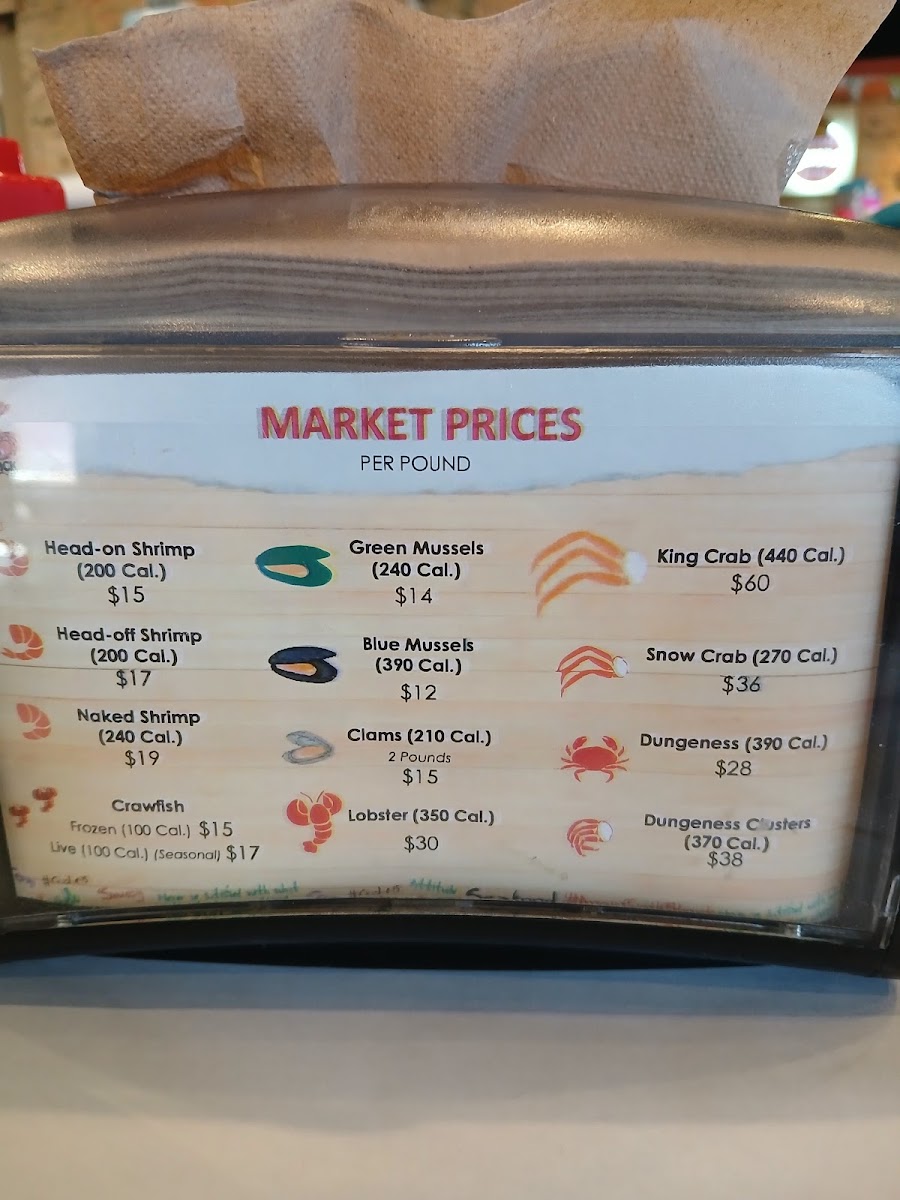 MARKET PRICES
PER POUND
Head-on Shrimp
(200 Cal.)
$15
Head-off Shrimp
(200 Cal.)
$17
Naked Shrimp
(240 Cal.)
$19
Crawfish
Frozen (100 Cal.) $15
Live (100 Cal.) (Seasonal) $17
Green Mussels
(240 Cal.)
$14
Blue Mussels
(390 Cal.)
$12
Clams (210 Cal.)
2 Pounds
$15
Lobster (350 Cal.)
$30
King Crab (440 Cal.)
$60
Snow Crab (270 Cal.)
$36
Dungeness (390 Cal.)
$28
Dungeness Clusters
(370 Cal.)
$38